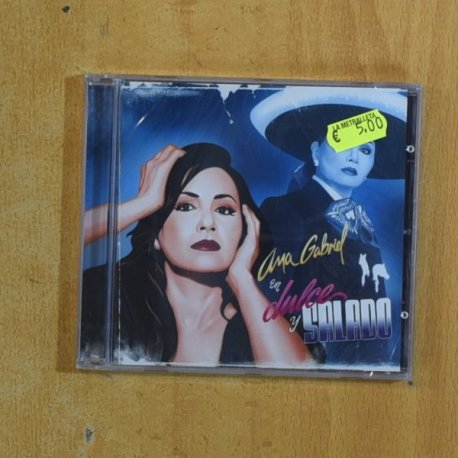 LA METRALLETA
€ 5,00
Ana Gabriel
en
dulce
y SALADO